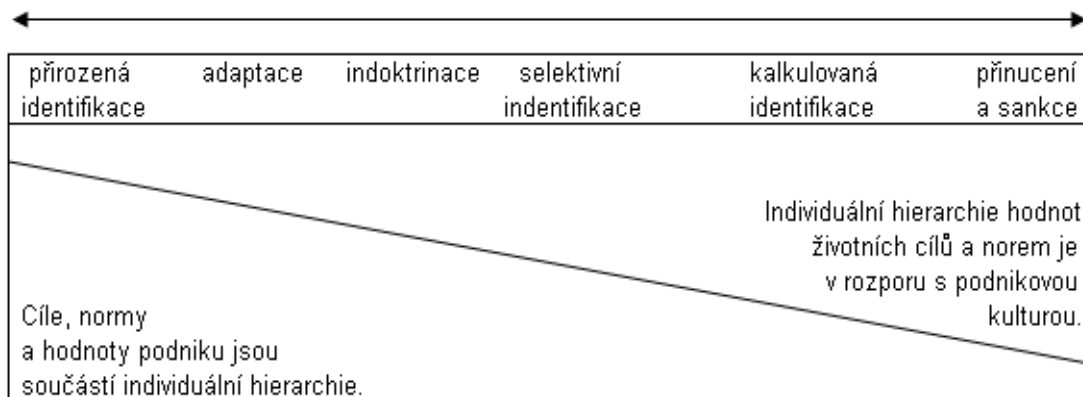 přirozená adaptace indoktrinace selektivní kalkulovaná přinucení
identifikace indentifikace identifikace a sankce
Individuální hierarchie hodnot
životních cílů a norem je
v rozporu s podnikovou
kulturou.
Cíle, normy
a hodnoty podniku jsou
součástí individuální hierarchie.